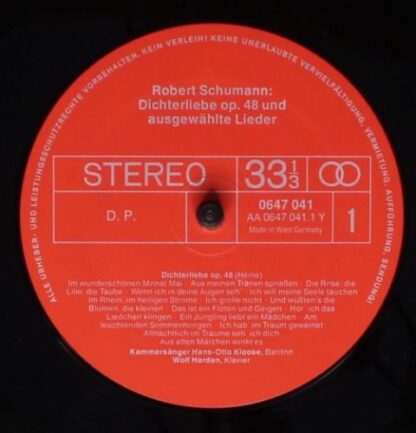 ALLE URHEBER- UND LEISTUNGSSCHUTZRECHTE VORBEHALTEN. KEIN VERLEIH! KEINE UNERLAUBTE VERVIELFÄLTIGUNG, VERMIETUNG, AUFFÜHRUNG, SENDUNG!
Robert Schumann:
Dichterliebe op. 48 und
ausgewählte Lieder
STEREO 33 1/3
D. P.
0647 041
AA 0647 041.1 Y
Made in West Germany
1
Dichterliebe op. 48 (Heine)
Im wunderschönen Monat Mai · Aus meinen Tränen sprießen · Die Rose, die
Lilie, die Taube · Wenn ich in deine Augen seh · Ich will meine Seele tauchen
Im Rhein, im heiligen Strome · Ich grolle nicht · Und wüßten's die
Blumen, die kleinen · Das ist ein Flöten und Geigen · Hör' ich das
Liedchen klingen · Ein Jüngling liebt ein Mädchen · Am
leuchtenden Sommermorgen · Ich hab' im Traum geweinet
Allnächtlich im Traume seh' ich dich
Aus alten Märchen winkt es
Kammersänger Hans-Otto Kloose, Bariton
Wolf Harden, Klavier